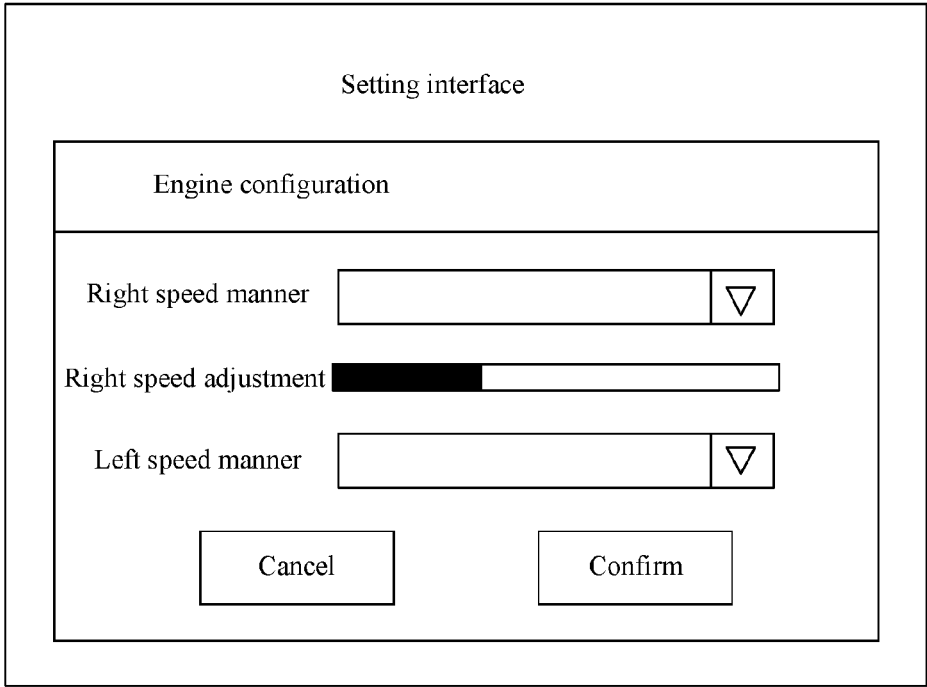 Setting interface
Engine configuration
Right speed manner
Right speed adjustment
Left speed manner
Cancel
Confirm